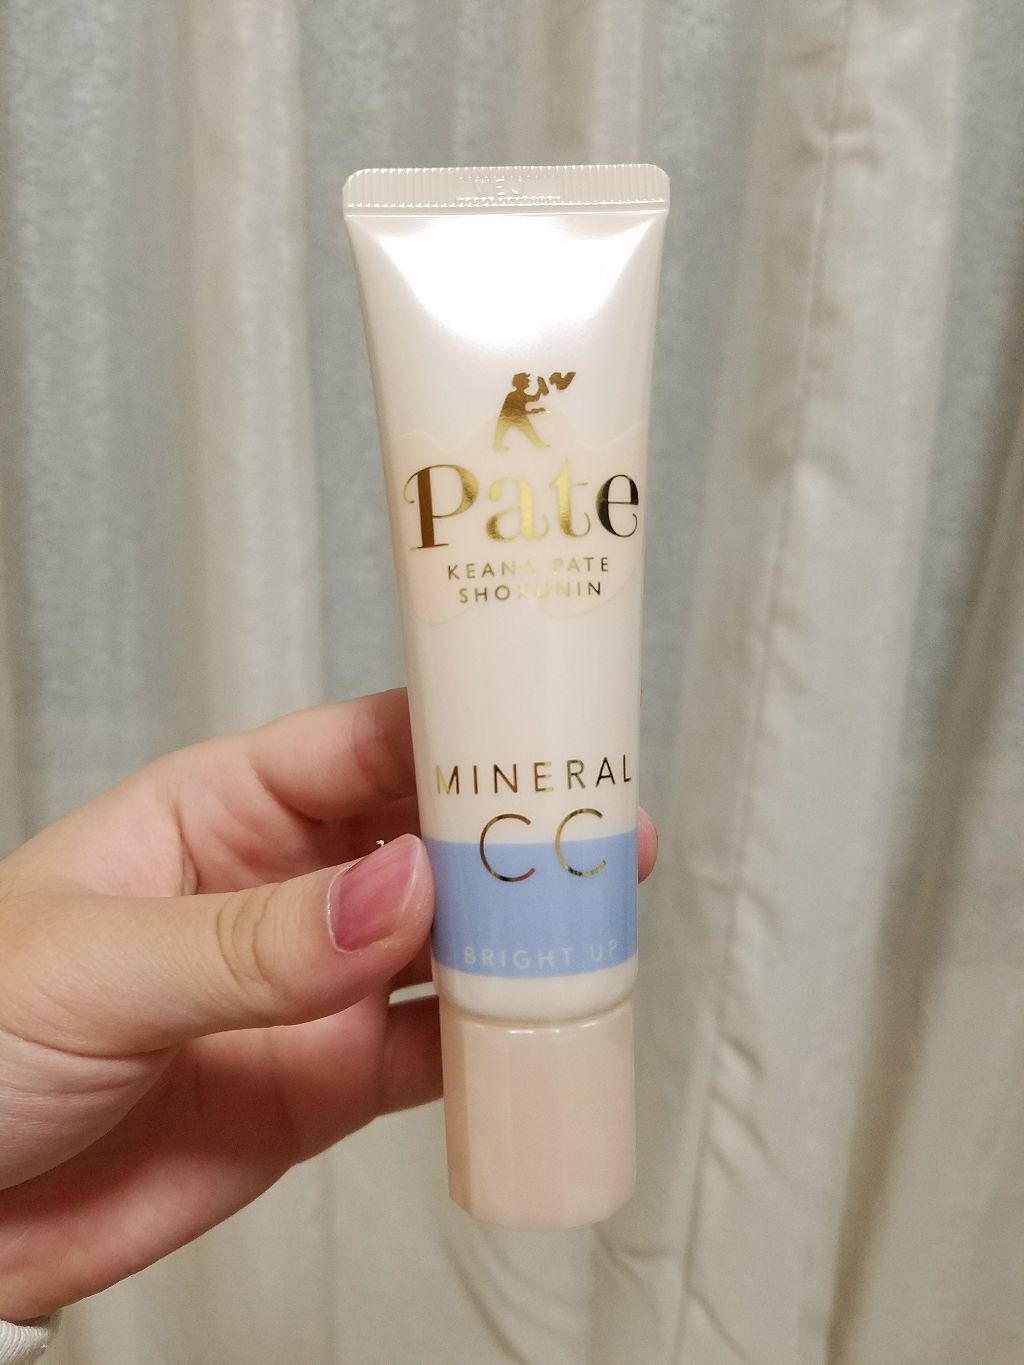 Pate
KEANA PATE
SHOKUNIN
MINERAL
CC
BRIGHT UP